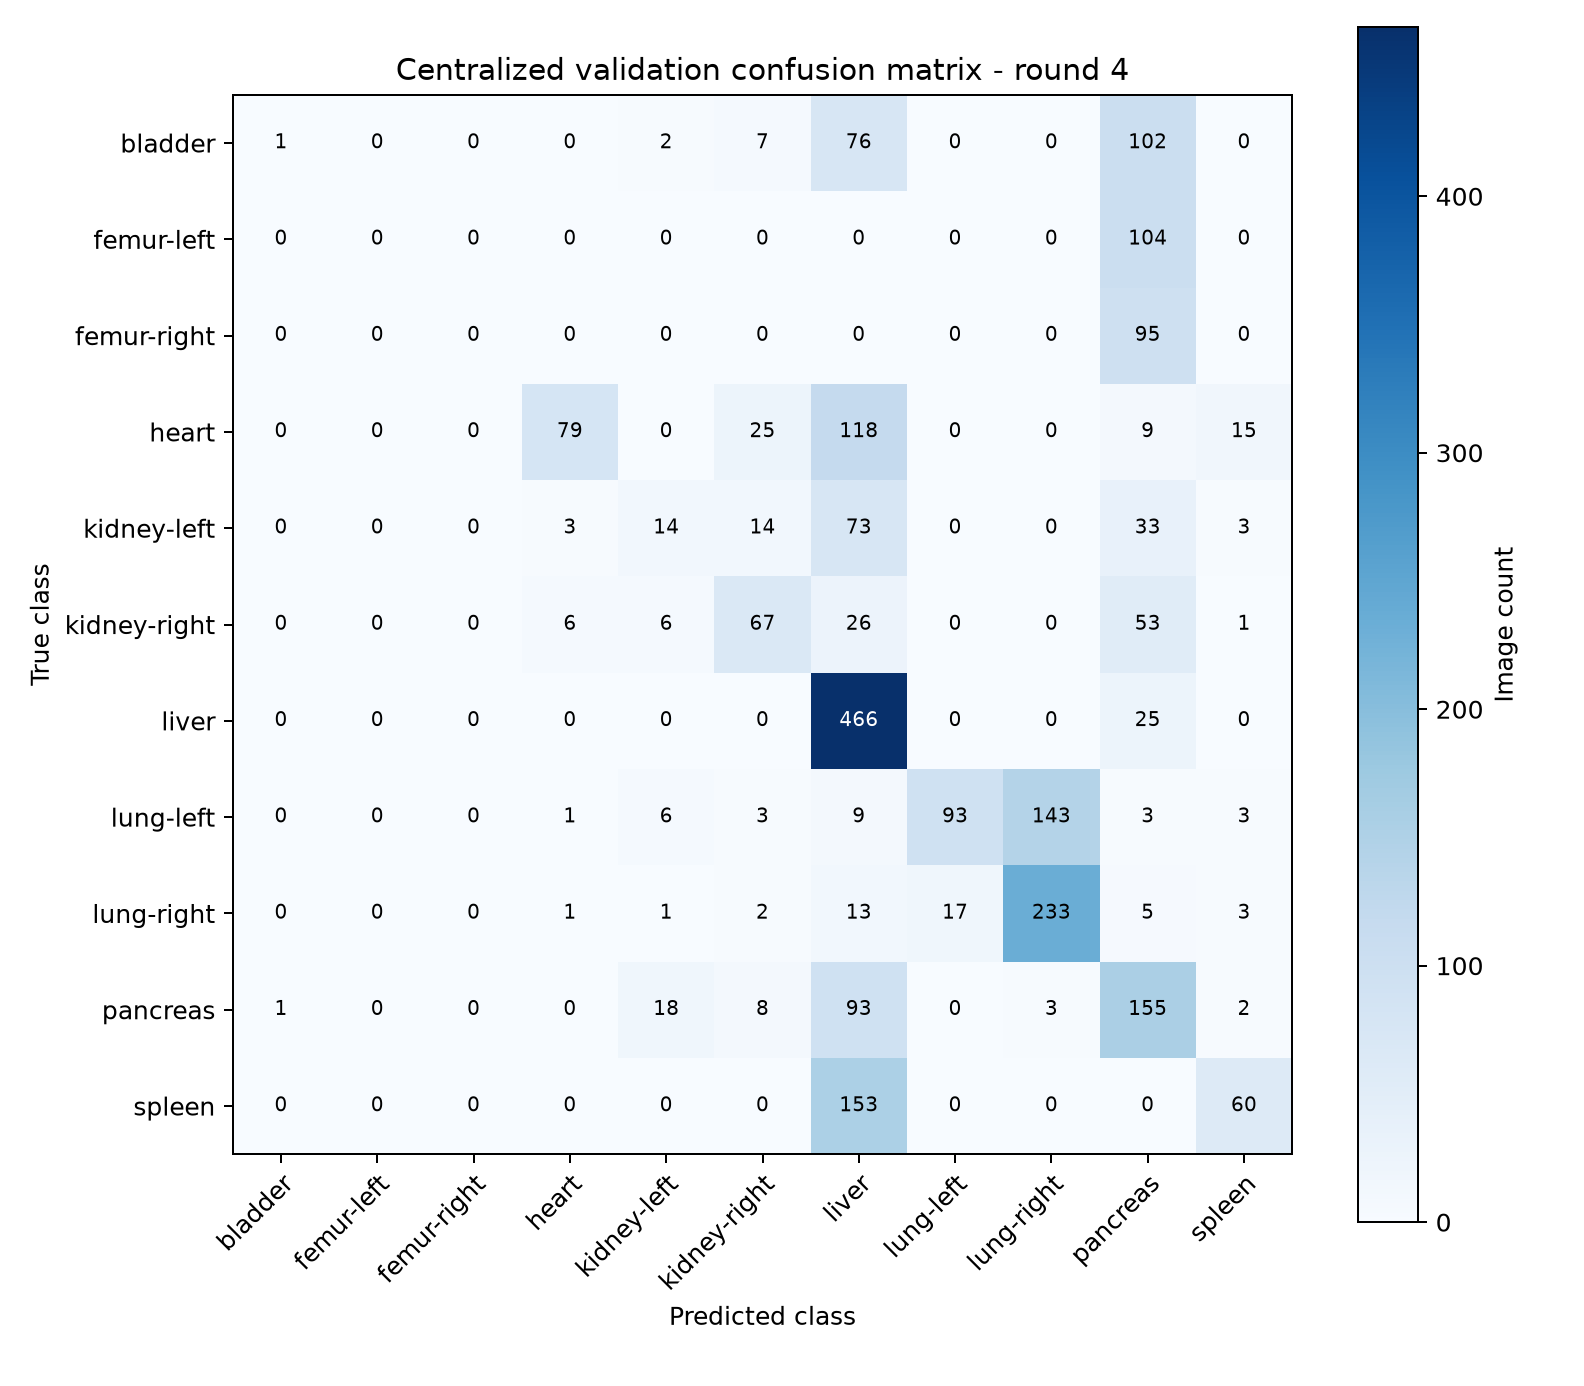 Centralized validation confusion matrix - round 4
bladder 1 0 0 0 2 7 76 0 0 102 0
femur-left 0 0 0 0 0 0 0 0 0 104 0
femur-right 0 0 0 0 0 0 0 0 0 95 0
heart 0 0 0 79 0 25 118 0 0 9 15
kidney-left 0 0 0 3 14 14 73 0 0 33 3
kidney-right 0 0 0 6 6 67 26 0 0 53 1
liver 0 0 0 0 0 0 466 0 0 25 0
lung-left 0 0 0 1 6 3 9 93 143 3 3
lung-right 0 0 0 1 1 2 13 17 233 5 3
pancreas 1 0 0 0 18 8 93 0 3 155 2
spleen 0 0 0 0 0 0 153 0 0 0 60
bladder femur-left femur-right heart kidney-left kidney-right liver lung-left lung-right pancreas spleen
Predicted class
True class
400
300
200
100
0
Image count